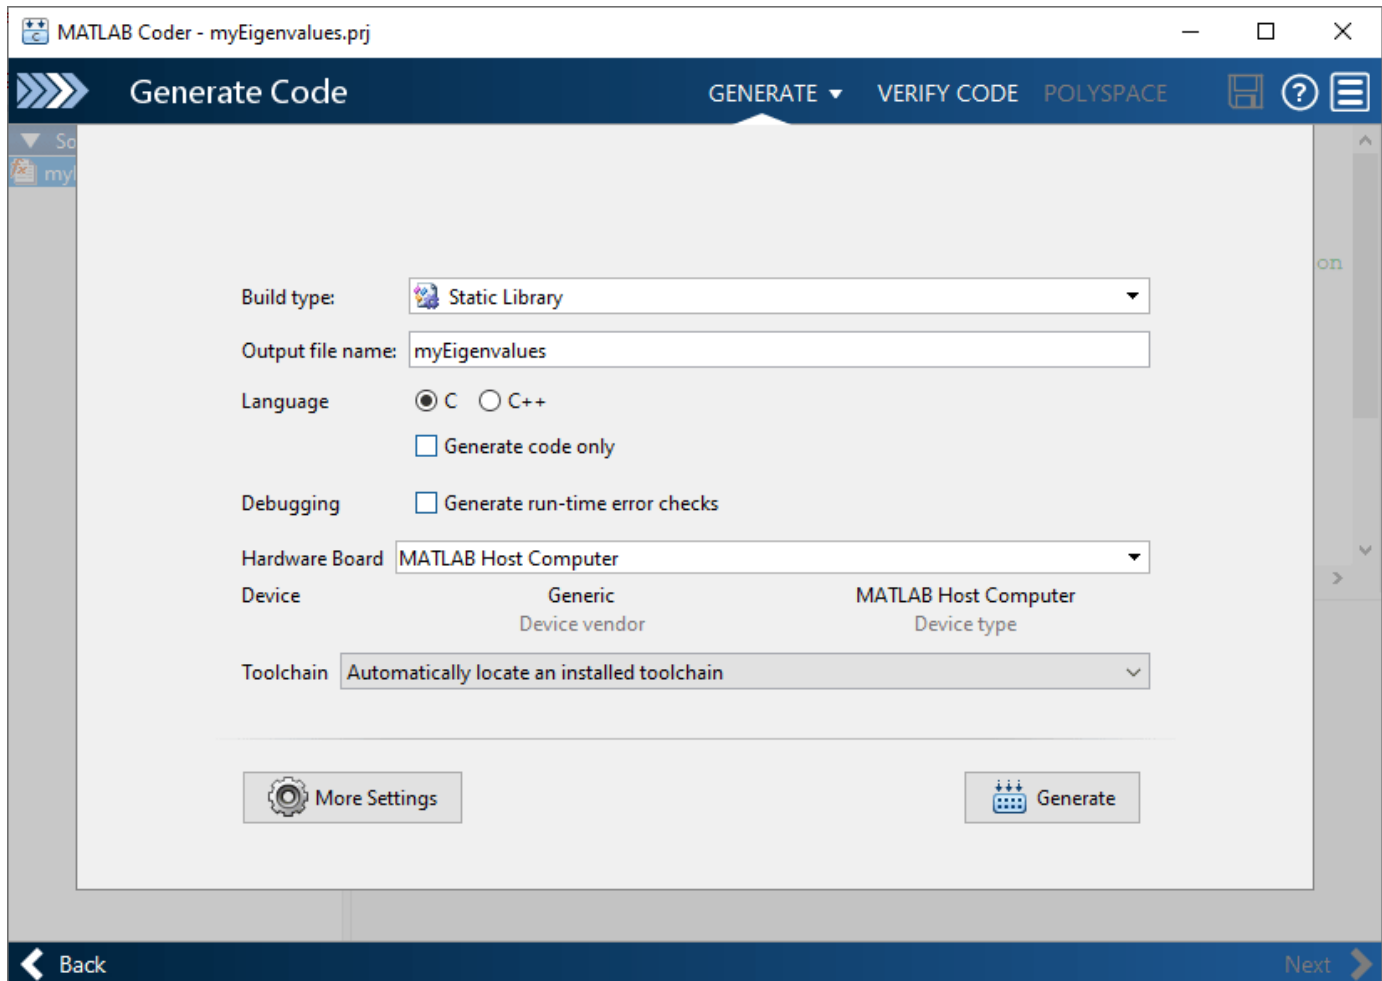 MATLAB Coder - myEigenvalues.prj
Generate Code
GENERATE
VERIFY CODE
POLYSPACE
on
Build type:
Static Library
Output file name:
myEigenvalues
Language
C
C++
Generate code only
Debugging
Generate run-time error checks
Hardware Board
MATLAB Host Computer
Device
Generic
MATLAB Host Computer
Device vendor
Device type
Toolchain
Automatically locate an installed toolchain
More Settings
Generate
Back
Next